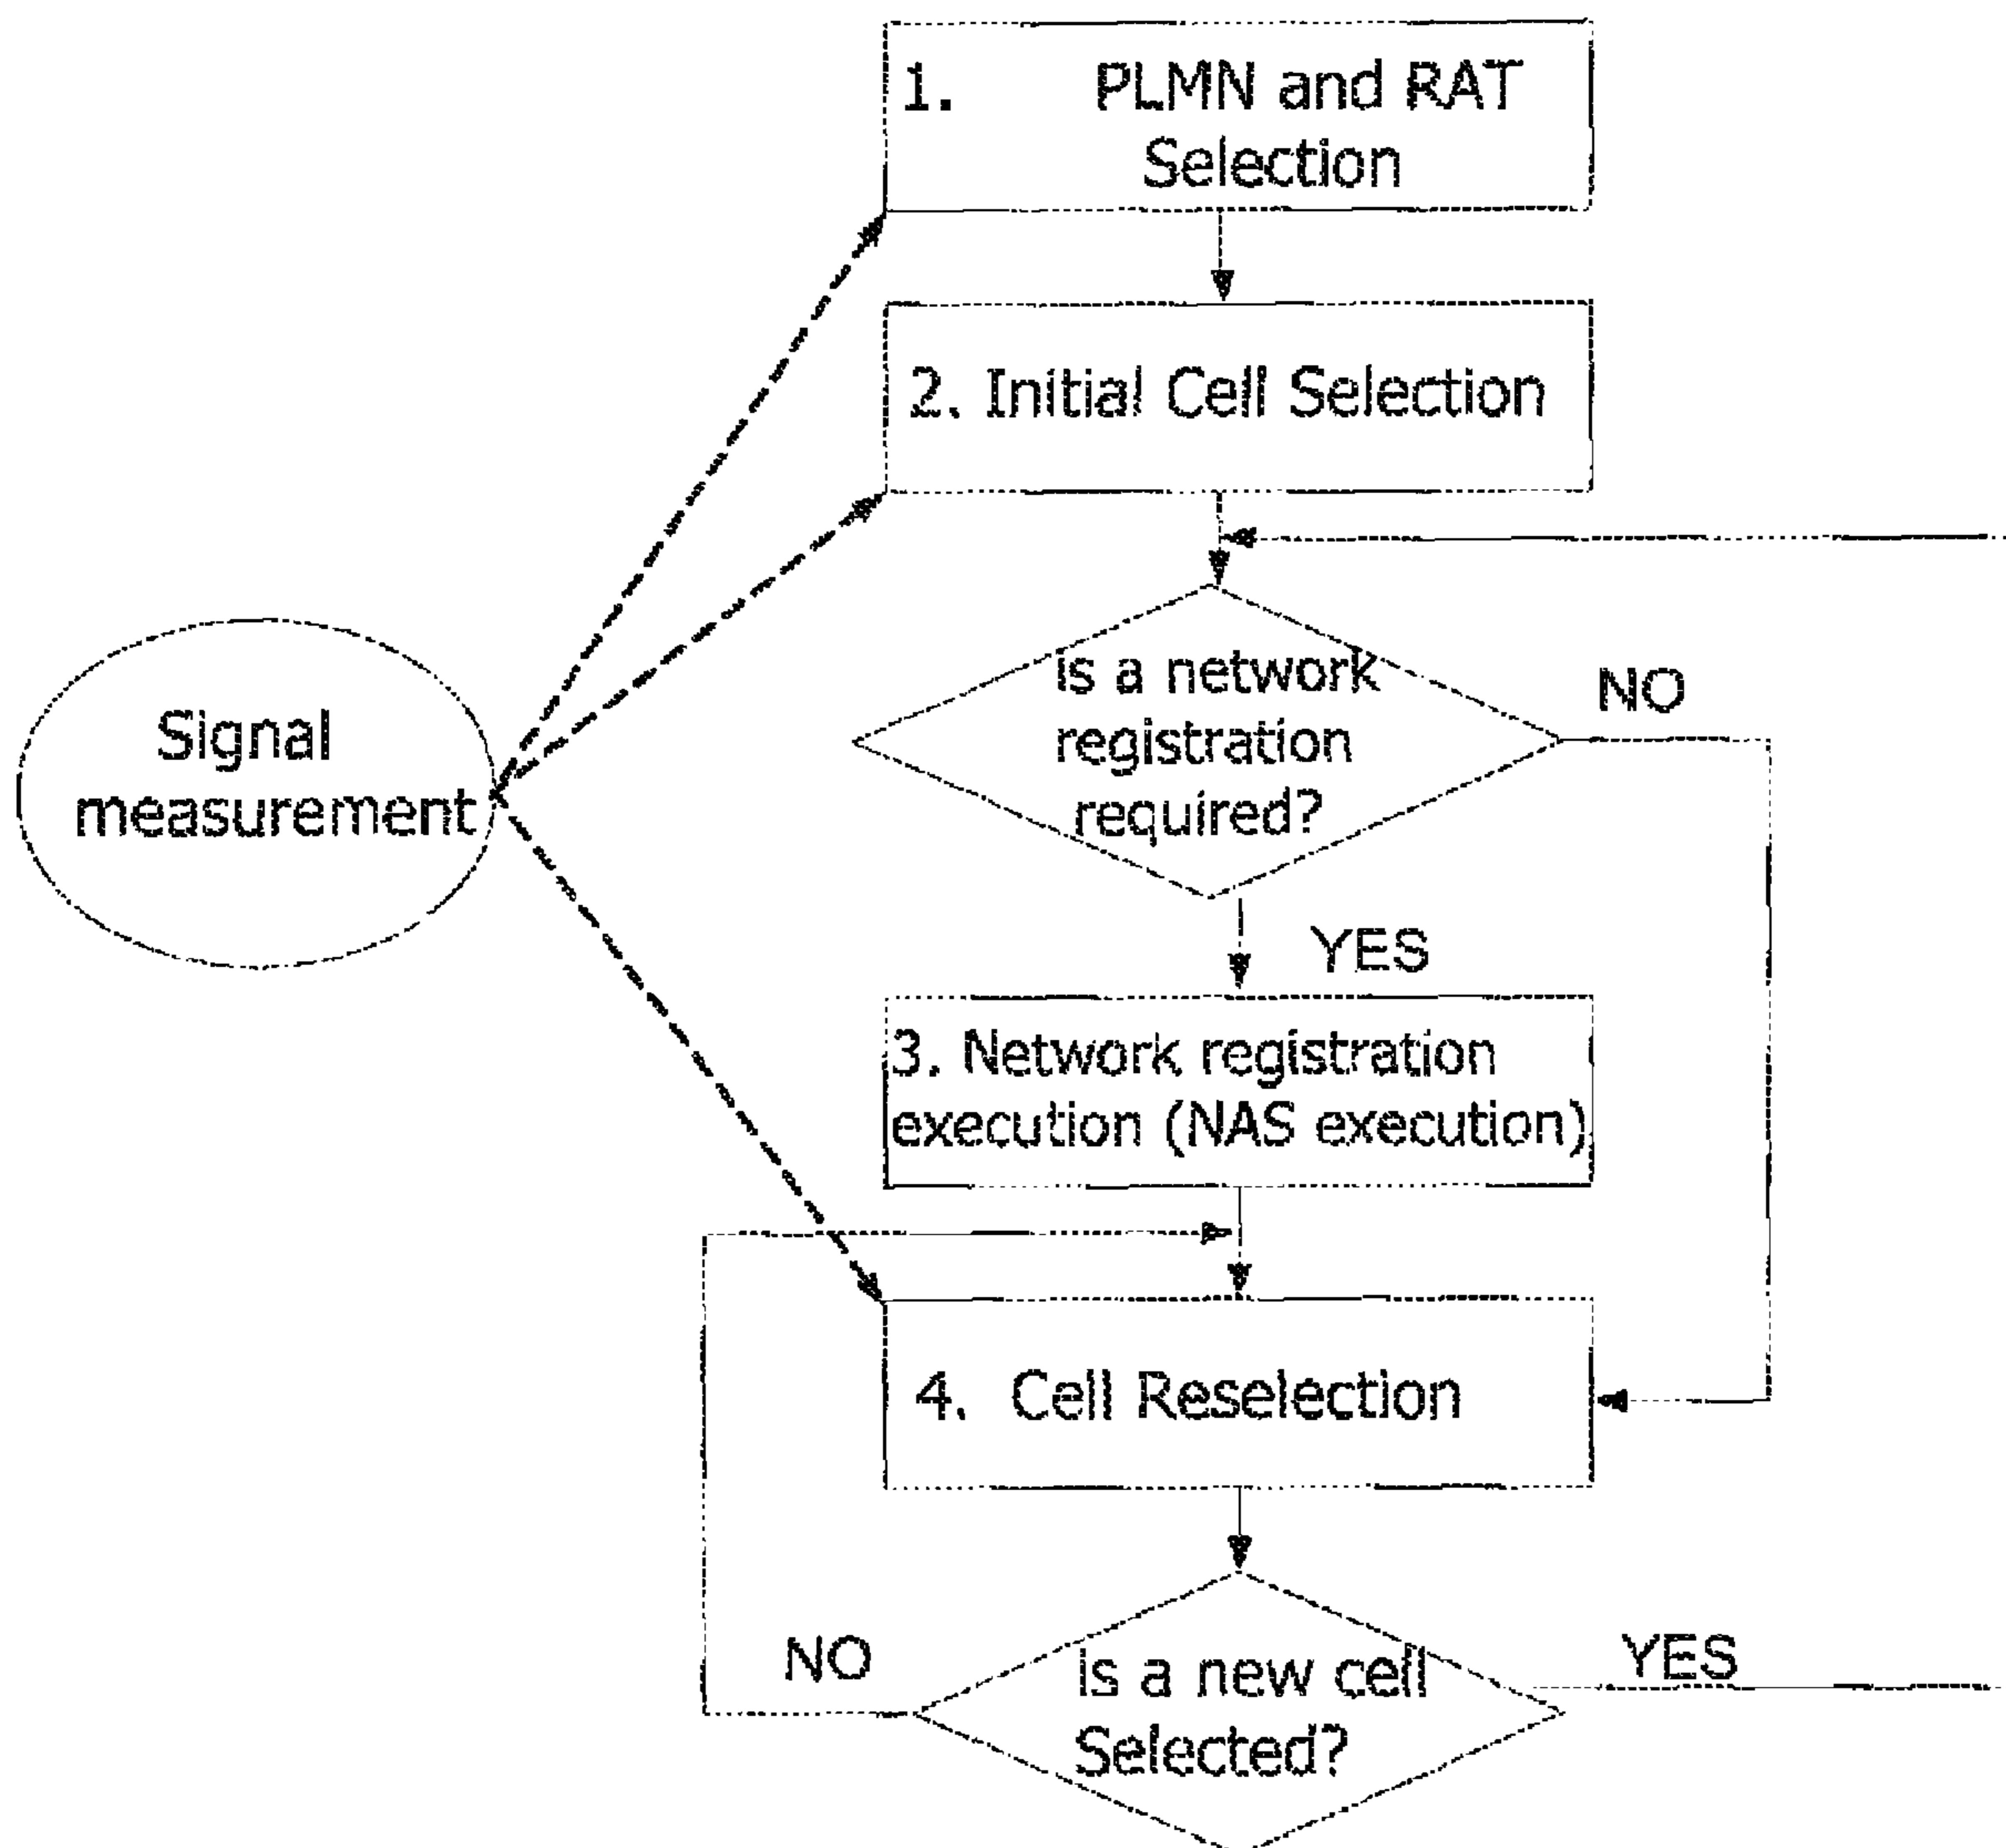 1. PLMN and RAT
Selection
2. Initial Cell Selection
is a network
registration
required?
NO
Signal
measurement
YES
3. Network registration
execution (NAS execution)
4. Cell Reselection
NO
is a new cell
Selected?
YES